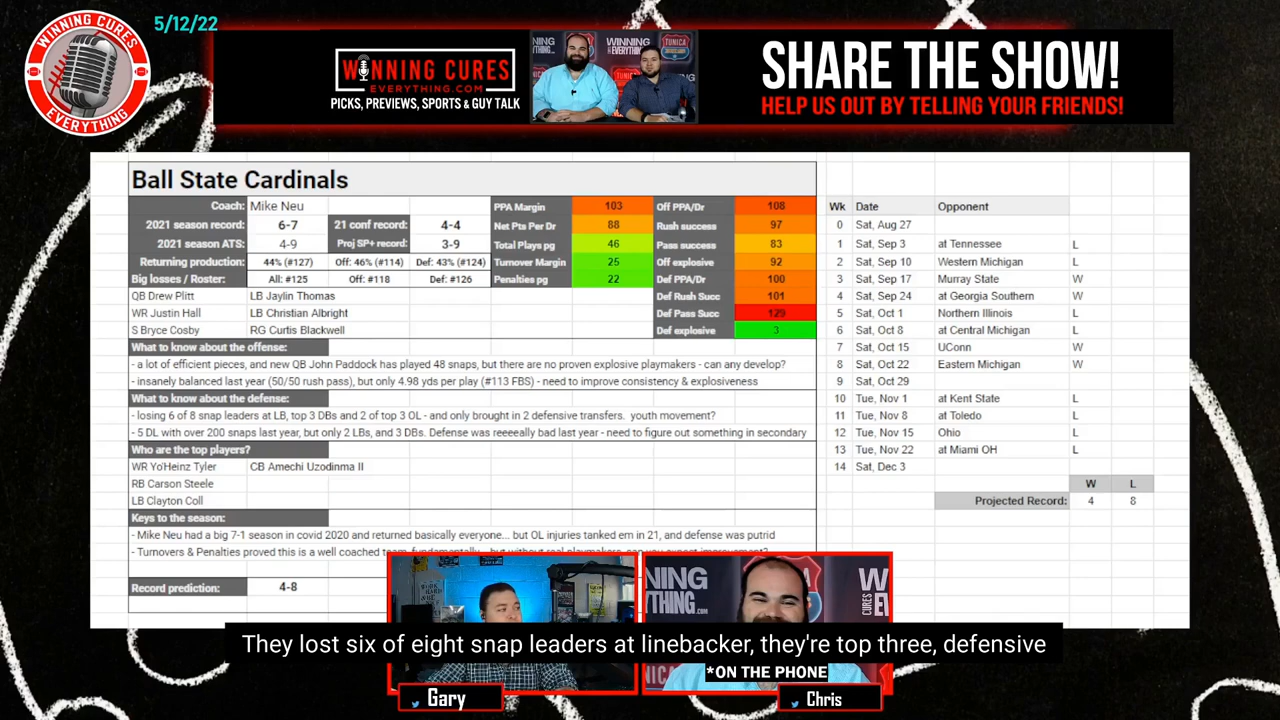 5/12/22
WINNING CURES
EVERYTHING
WINNING CURES
EVERYTHING.COM
PICKS, PREVIEWS, SPORTS & GUY TALK
TUNICA
SHARE THE SHOW!
HELP US OUT BY TELLING YOUR FRIENDS!
Ball State Cardinals
Coach: Mike Neu PPA Margin 103 Off PPA/Dr 108
2021 season record: 6-7 21 conf record: 4-4 Net Pts Per Dr 88 Rush success 97
2021 season ATS: 4-9 Proj SP+ record: 3-9 Total Plays pg 46 Pass success 83
Returning production: 44% (#127) Off: 46% (#114) Def: 43% (#124) Turnover Margin 25 Off explosive 92
Big losses / Roster: All: #125 Off: #118 Def: #126 Penalties pg 22 Def PPA/Dr 100
QB Drew Plitt LB Jaylin Thomas Def Rush Succ 101
WR Justin Hall LB Christian Albright Def Pass Succ 129
S Bryce Cosby RG Curtis Blackwell Def explosive 3
What to know about the offense:
- a lot of efficient pieces, and new QB John Paddock has played 48 snaps, but there are no proven explosive playmakers - can any develop?
- insanely balanced last year (50/50 rush pass), but only 4.98 yds per play (#113 FBS) - need to improve consistency & explosiveness
What to know about the defense:
- losing 6 of 8 snap leaders at LB, top 3 DBs and 2 of top 3 OL - and only brought in 2 defensive transfers. youth movement?
- 5 DL with over 200 snaps last year, but only 2 LBs, and 3 DBs. Defense was reeeeally bad last year - need to figure out something in secondary
Who are the top players?
WR Yo'Heinz Tyler CB Amechi Uzodinma II
RB Carson Steele
LB Clayton Coll
Keys to the season:
- Mike Neu had a big 7-1 season in covid 2020 and returned basically everyone... but OL injuries tanked em in 21, and defense was putrid
- Turnovers & Penalties proved this is a well coached team, fundamentally - but without real playmakers, can you expect improvement?
Record prediction: 4-8
Wk Date Opponent
0 Sat, Aug 27
1 Sat, Sep 3 at Tennessee L
2 Sat, Sep 10 Western Michigan L
3 Sat, Sep 17 Murray State W
4 Sat, Sep 24 at Georgia Southern W
5 Sat, Oct 1 Northern Illinois L
6 Sat, Oct 8 at Central Michigan L
7 Sat, Oct 15 UConn W
8 Sat, Oct 22 Eastern Michigan W
9 Sat, Oct 29
10 Tue, Nov 1 at Kent State L
11 Tue, Nov 8 at Toledo L
12 Tue, Nov 15 Ohio L
13 Tue, Nov 22 at Miami OH L
14 Sat, Dec 3
W L
Projected Record: 4 8
They lost six of eight snap leaders at linebacker, they're top three, defensive
*ON THE PHONE
Gary
Chris